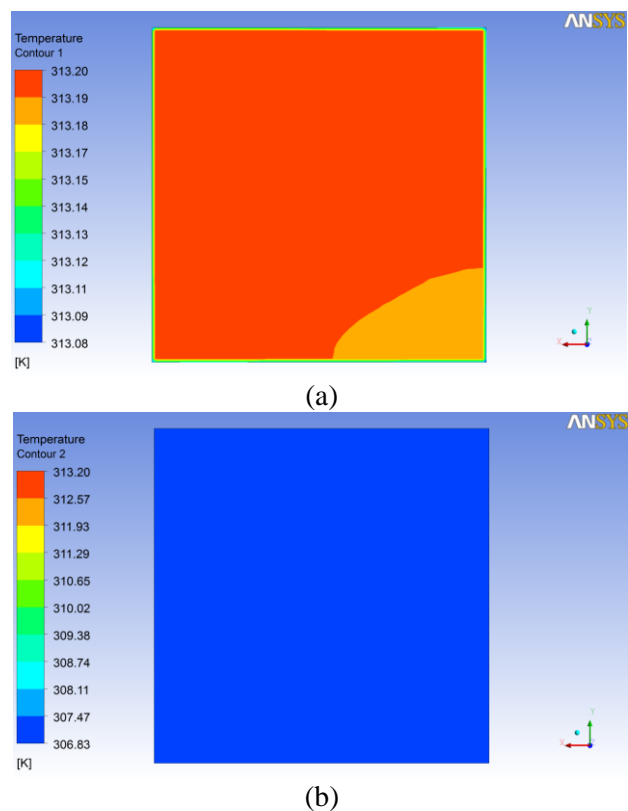 ANSYS
Temperature
Contour 1
313.20
313.19
313.18
313.17
313.15
313.14
313.13
313.12
313.11
313.09
313.08
[K]
Y
X
(a)
ANSYS
Temperature
Contour 2
313.20
312.57
311.93
311.29
310.65
310.02
309.38
308.74
308.11
307.47
306.83
[K]
Y
X
(b)